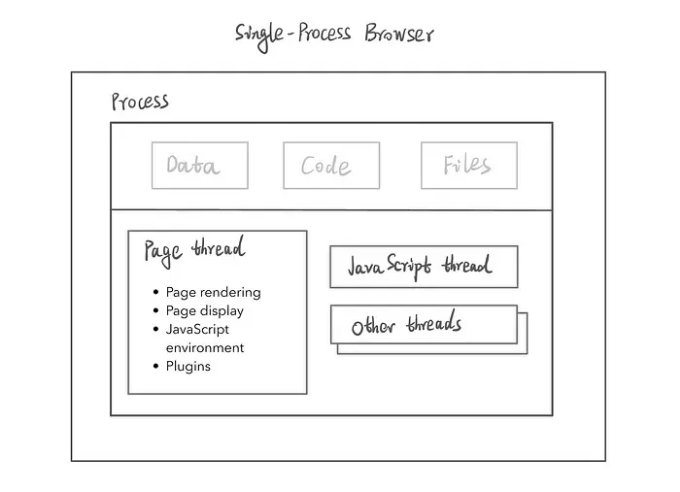 Single-Process Browser
Process
Data
Code
Files
Page thread
• Page rendering
• Page display
• JavaScript
environment
• Plugins
JavaScript thread
Other threads